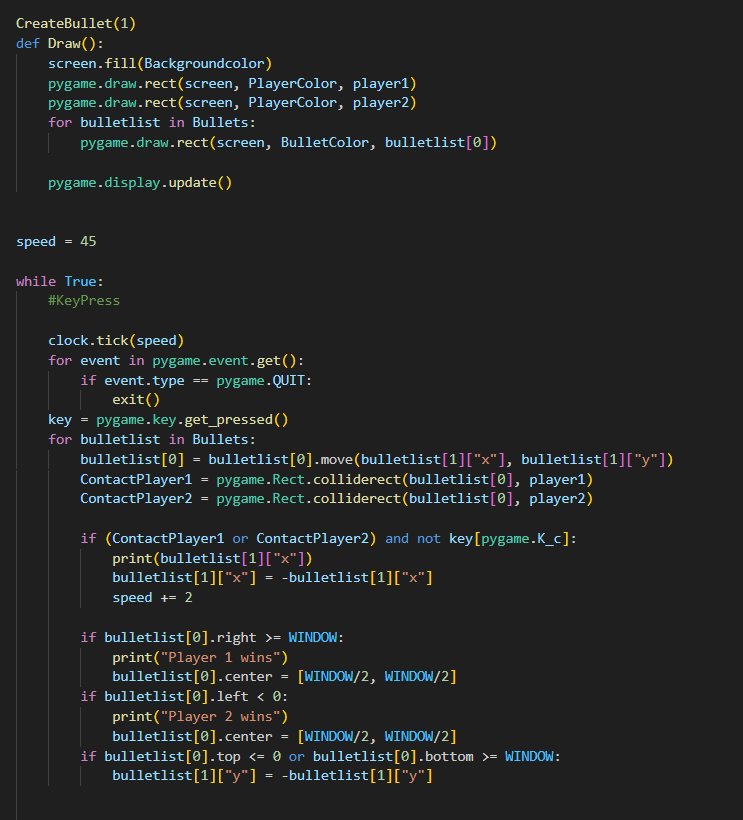 CreateBullet(1)
def Draw():
    screen.fill(Backgroundcolor)
    pygame.draw.rect(screen, PlayerColor, player1)
    pygame.draw.rect(screen, PlayerColor, player2)
    for bulletlist in Bullets:
        pygame.draw.rect(screen, BulletColor, bulletlist[0])

    pygame.display.update()


speed = 45

while True:
    #KeyPress

    clock.tick(speed)
    for event in pygame.event.get():
        if event.type == pygame.QUIT:
            exit()
    key = pygame.key.get_pressed()
    for bulletlist in Bullets:
        bulletlist[0] = bulletlist[0].move(bulletlist[1]["x"], bulletlist[1]["y"])
        ContactPlayer1 = pygame.Rect.colliderect(bulletlist[0], player1)
        ContactPlayer2 = pygame.Rect.colliderect(bulletlist[0], player2)

        if (ContactPlayer1 or ContactPlayer2) and not key[pygame.K_c]:
            print(bulletlist[1]["x"])
            bulletlist[1]["x"] = -bulletlist[1]["x"]
            speed += 2

        if bulletlist[0].right >= WINDOW:
            print("Player 1 wins")
            bulletlist[0].center = [WINDOW/2, WINDOW/2]
        if bulletlist[0].left < 0:
            print("Player 2 wins")
            bulletlist[0].center = [WINDOW/2, WINDOW/2]
        if bulletlist[0].top <= 0 or bulletlist[0].bottom >= WINDOW:
            bulletlist[1]["y"] = -bulletlist[1]["y"]